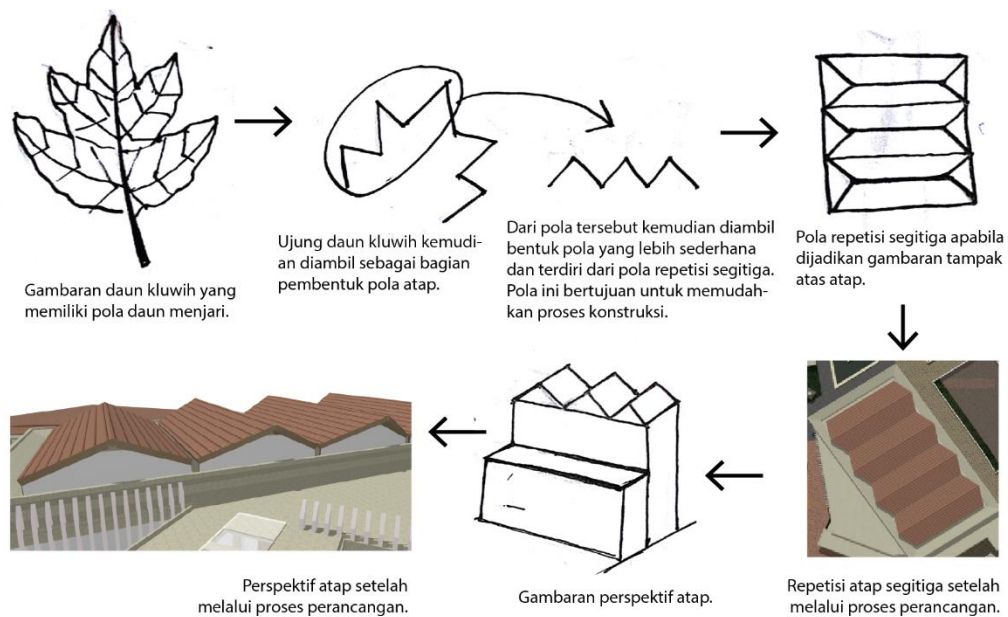 Gambaran daun kluwih yang
memiliki pola daun menjari.
Ujung daun kluwih kemudi-
an diambil sebagai bagian
pembentuk pola atap.
Dari pola tersebut kemudian diambil
bentuk pola yang lebih sederhana
dan terdiri dari pola repetisi segitiga.
Pola ini bertujuan untuk memudah-
kan proses konstruksi.
Pola repetisi segitiga apabila
dijadikan gambaran tampak
atas atap.
Repetisi atap segitiga setelah
melalui proses perancangan.
Gambaran perspektif atap.
Perspektif atap setelah
melalui proses perancangan.